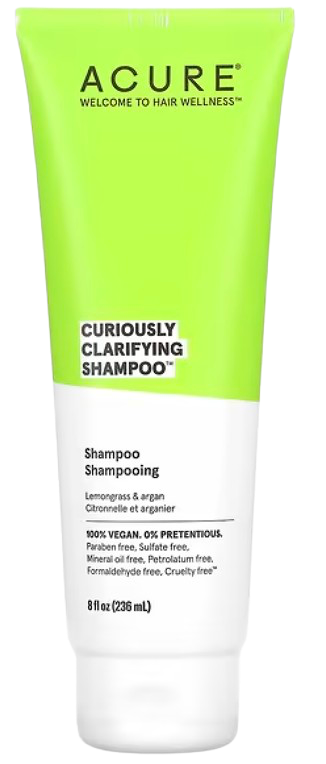 ACURE®
WELCOME TO HAIR WELLNESS™
CURIOUSLY
CLARIFYING
SHAMPOO™
Shampoo
Shampooing
Lemongrass & argan
Citronnelle et arganier
100% VEGAN. 0% PRETENTIOUS.
Paraben free, Sulfate free,
Mineral oil free, Petrolatum free,
Formaldehyde free, Cruelty free™
8 fl oz (236 mL)